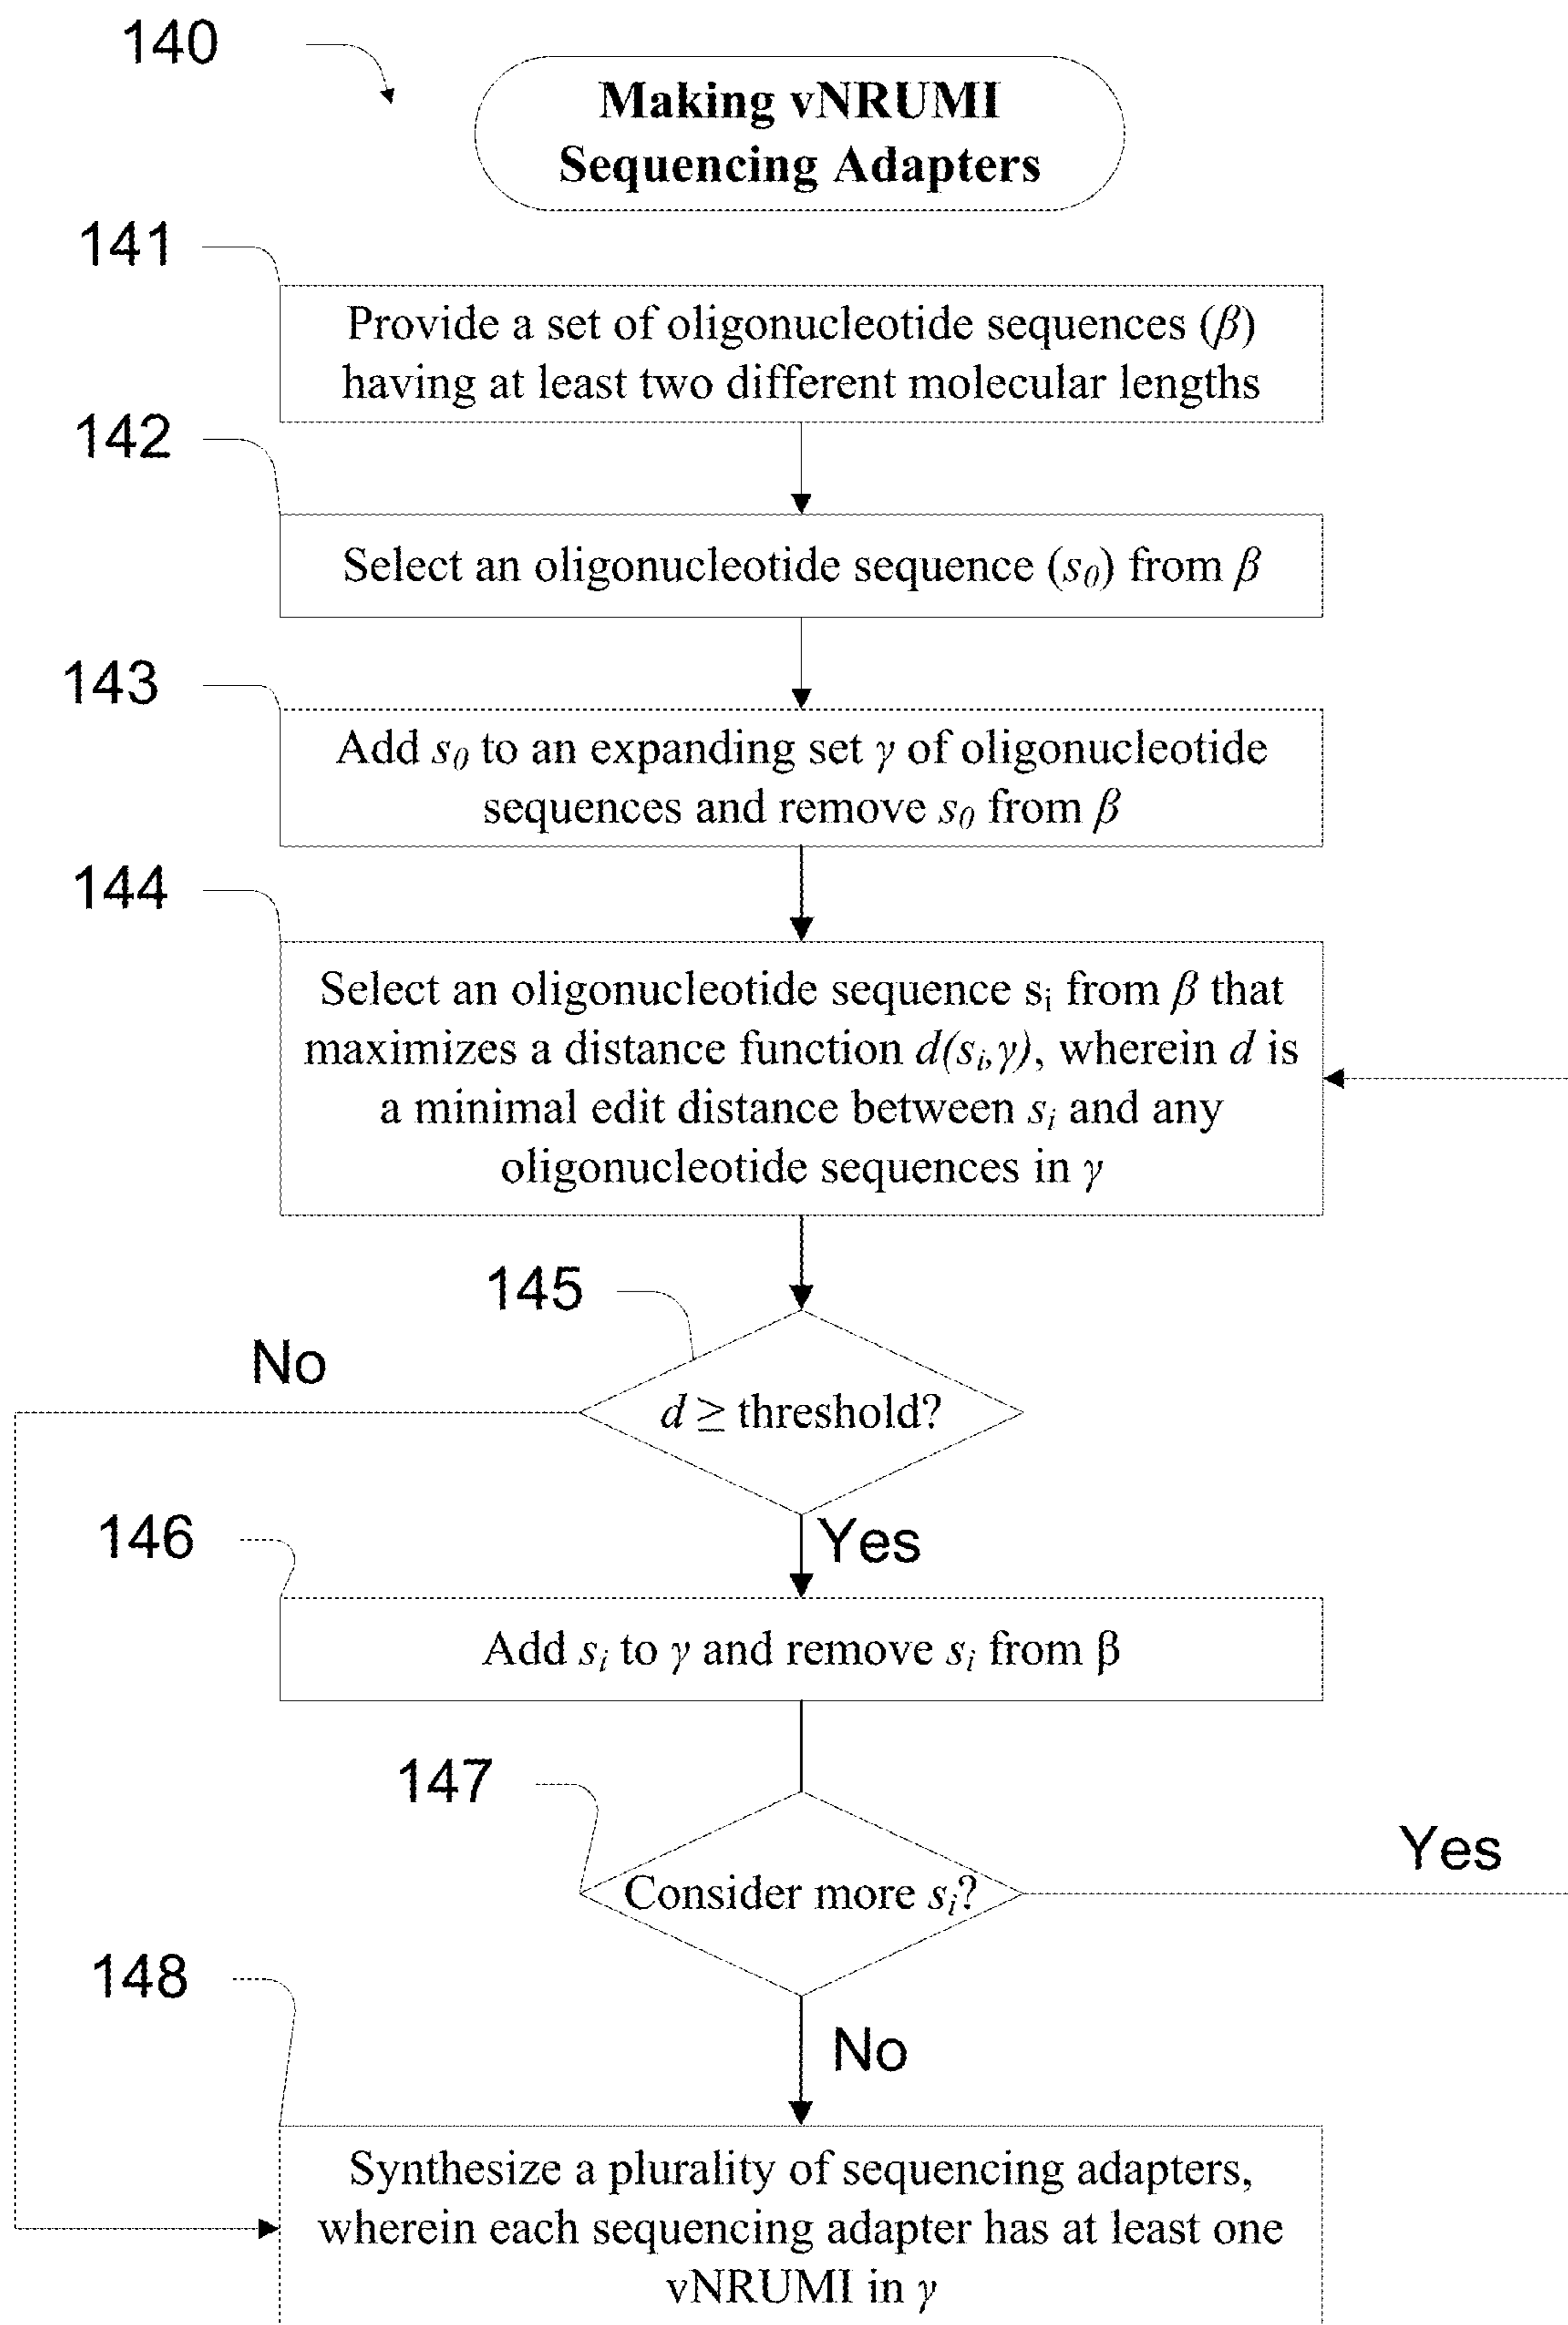 140
Making vNRUMI
Sequencing Adapters
141
Provide a set of oligonucleotide sequences (β)
having at least two different molecular lengths
142
Select an oligonucleotide sequence (s0) from β
143
Add s0 to an expanding set γ of oligonucleotide
sequences and remove s0 from β
144
Select an oligonucleotide sequence si from β that
maximizes a distance function d(si,γ), wherein d is
a minimal edit distance between si and any
oligonucleotide sequences in γ
145
No
d ≥ threshold?
Yes
146
Add si to γ and remove si from β
147
Consider more si?
Yes
No
148
Synthesize a plurality of sequencing adapters,
wherein each sequencing adapter has at least one
vNRUMI in γ